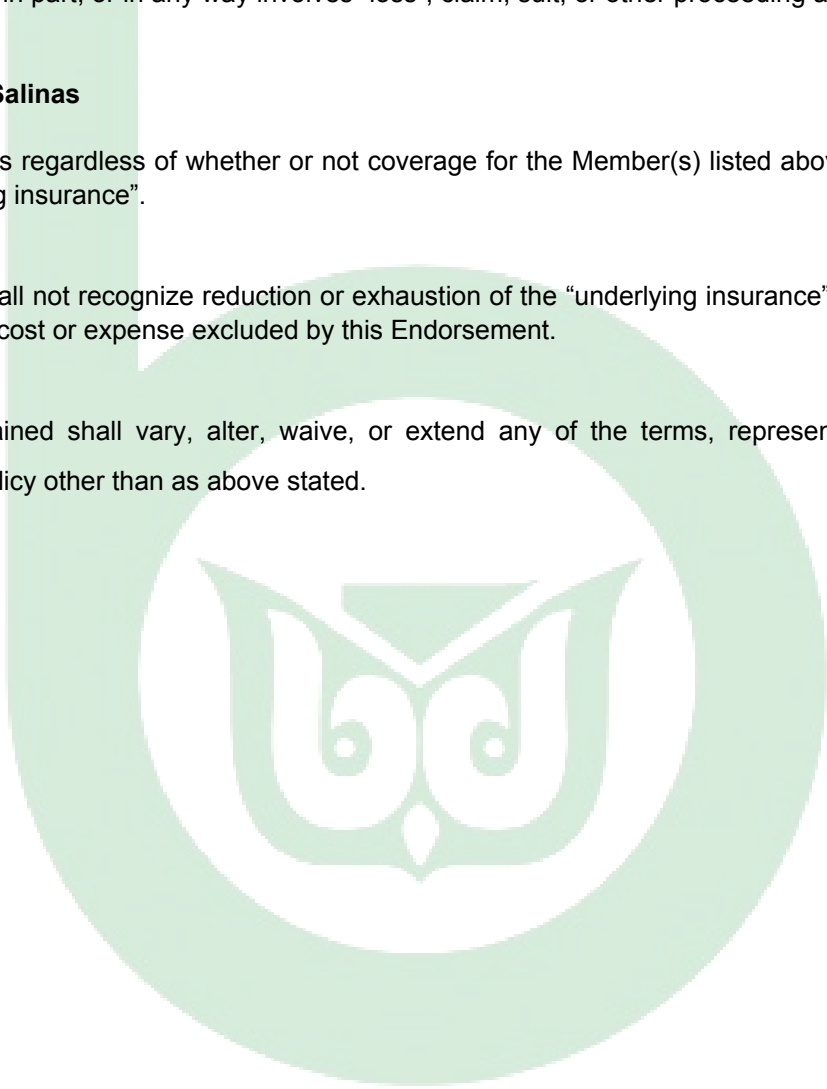 in part, or in any way involves "loss", claim, suit, or other proceeding a
Salinas
s regardless of whether or not coverage for the Member(s) listed abov
g insurance”.
all not recognize reduction or exhaustion of the “underlying insurance”
cost or expense excluded by this Endorsement.
ained shall vary, alter, waive, or extend any of the terms, represen
licy other than as above stated.